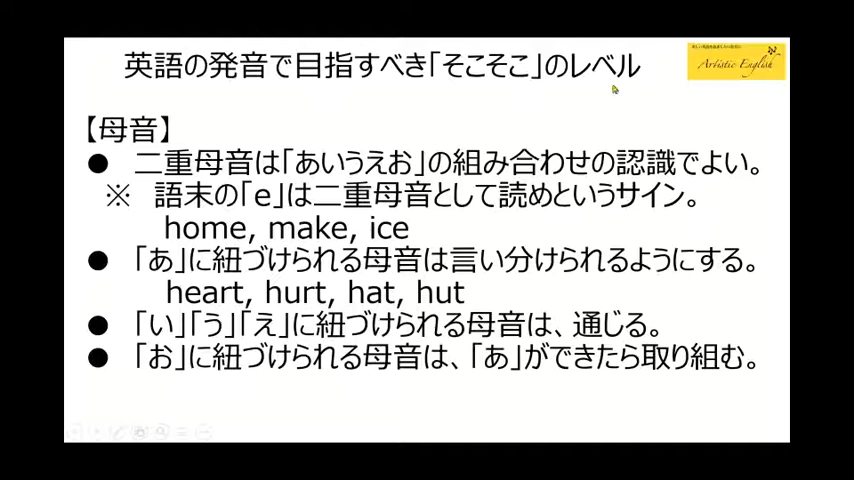 英語の発音で目指すべき「そこそこ」のレベル
Artistic English
【母音】
● 二重母音は「あいうえお」の組み合わせの認識でよい。
※ 語末の「e」は二重母音として読めというサイン。
home, make, ice
● 「あ」に紐づけられる母音は言い分けられるようにする。
heart, hurt, hat, hut
● 「い」「う」「え」に紐づけられる母音は、通じる。
● 「お」に紐づけられる母音は、「あ」ができたら取り組む。